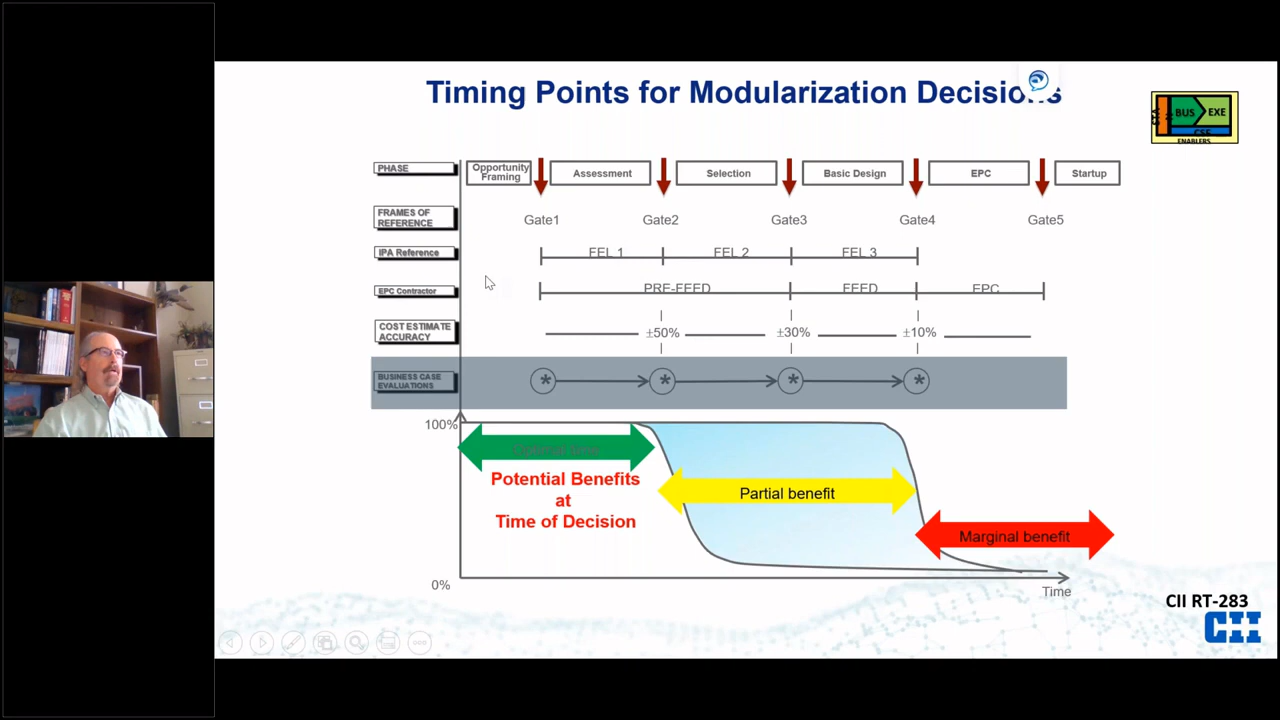 Timing Points for Modularization Decisions
BUS
EXE
CSF
ENABLERS
PHASE
Opportunity
Framing
Assessment
Selection
Basic Design
EPC
Startup
FRAMES OF
REFERENCE
Gate1
Gate2
Gate3
Gate4
Gate5
IPA Reference
FEL 1
FEL 2
FEL 3
EPC Contractor
PRE-FEED
FEED
EPC
COST ESTIMATE
ACCURACY
±50%
±30%
±10%
BUSINESS CASE
EVALUATIONS
* * * *
100%
Potential Benefits
at
Time of Decision
Partial benefit
Marginal benefit
0%
Time
CII RT-283
CII